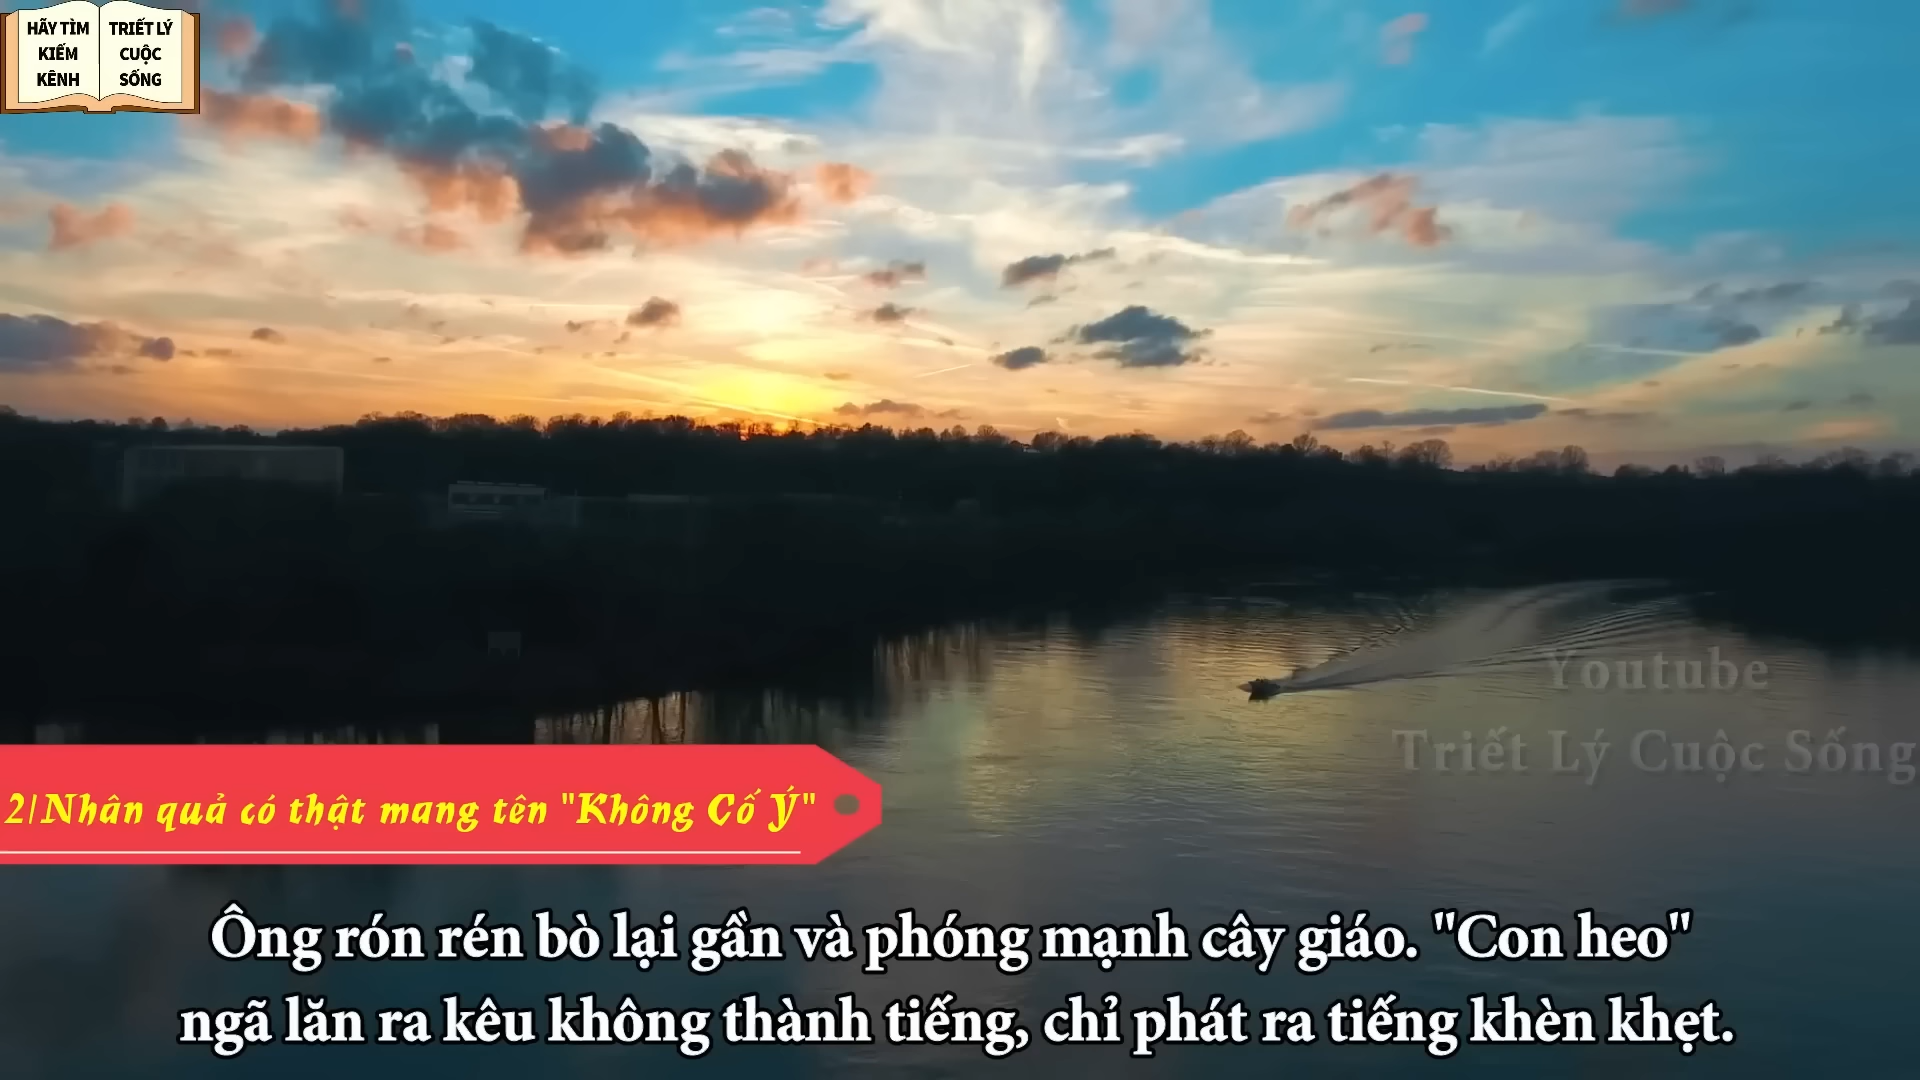 HÃY TÌM
KIẾM
KÊNH
TRIẾT LÝ
CUỘC
SỐNG
Youtube
Triết Lý Cuộc Sống
2/Nhân quả có thật mang tên "Không Cố Ý"
Ông rón rén bò lại gần và phóng mạnh cây giáo. "Con heo"
ngã lăn ra kêu không thành tiếng, chỉ phát ra tiếng khèn khẹt.